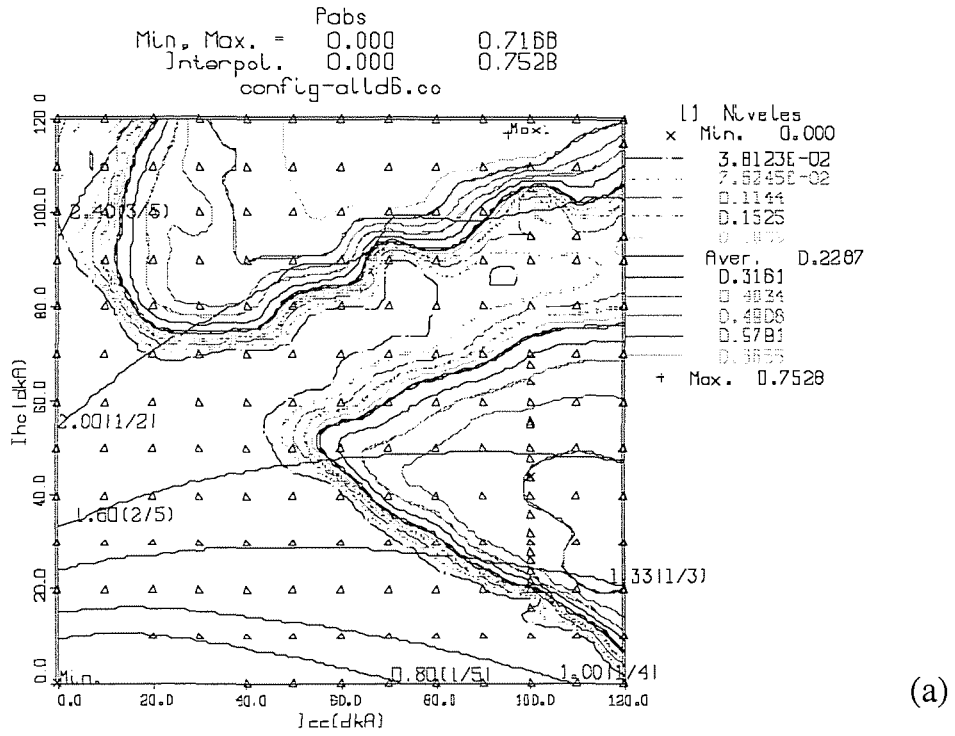 Pabs
Min, Max. = 0.000 0.7168
Interpol. 0.000 0.7528
config-alld6.co
11 Niveles
x Min. 0.000
3.8123E-02
7.6245E-02
0.1144
0.1525
Aver. 0.2287
0.3161
0.4034
0.4908
0.5781
+ Max. 0.7528
Ihc(dkA)
120.0
100.0
80.0
60.0
40.0
20.0
0.0
Max.
2.40(3/5)
2.00(1/2)
1.60(2/5)
1.33(1/3)
Min.
0.80(1/5)
1.00(1/4)
0.0 20.0 40.0 60.0 80.0 100.0 120.0
Icc(dkA)
(a)